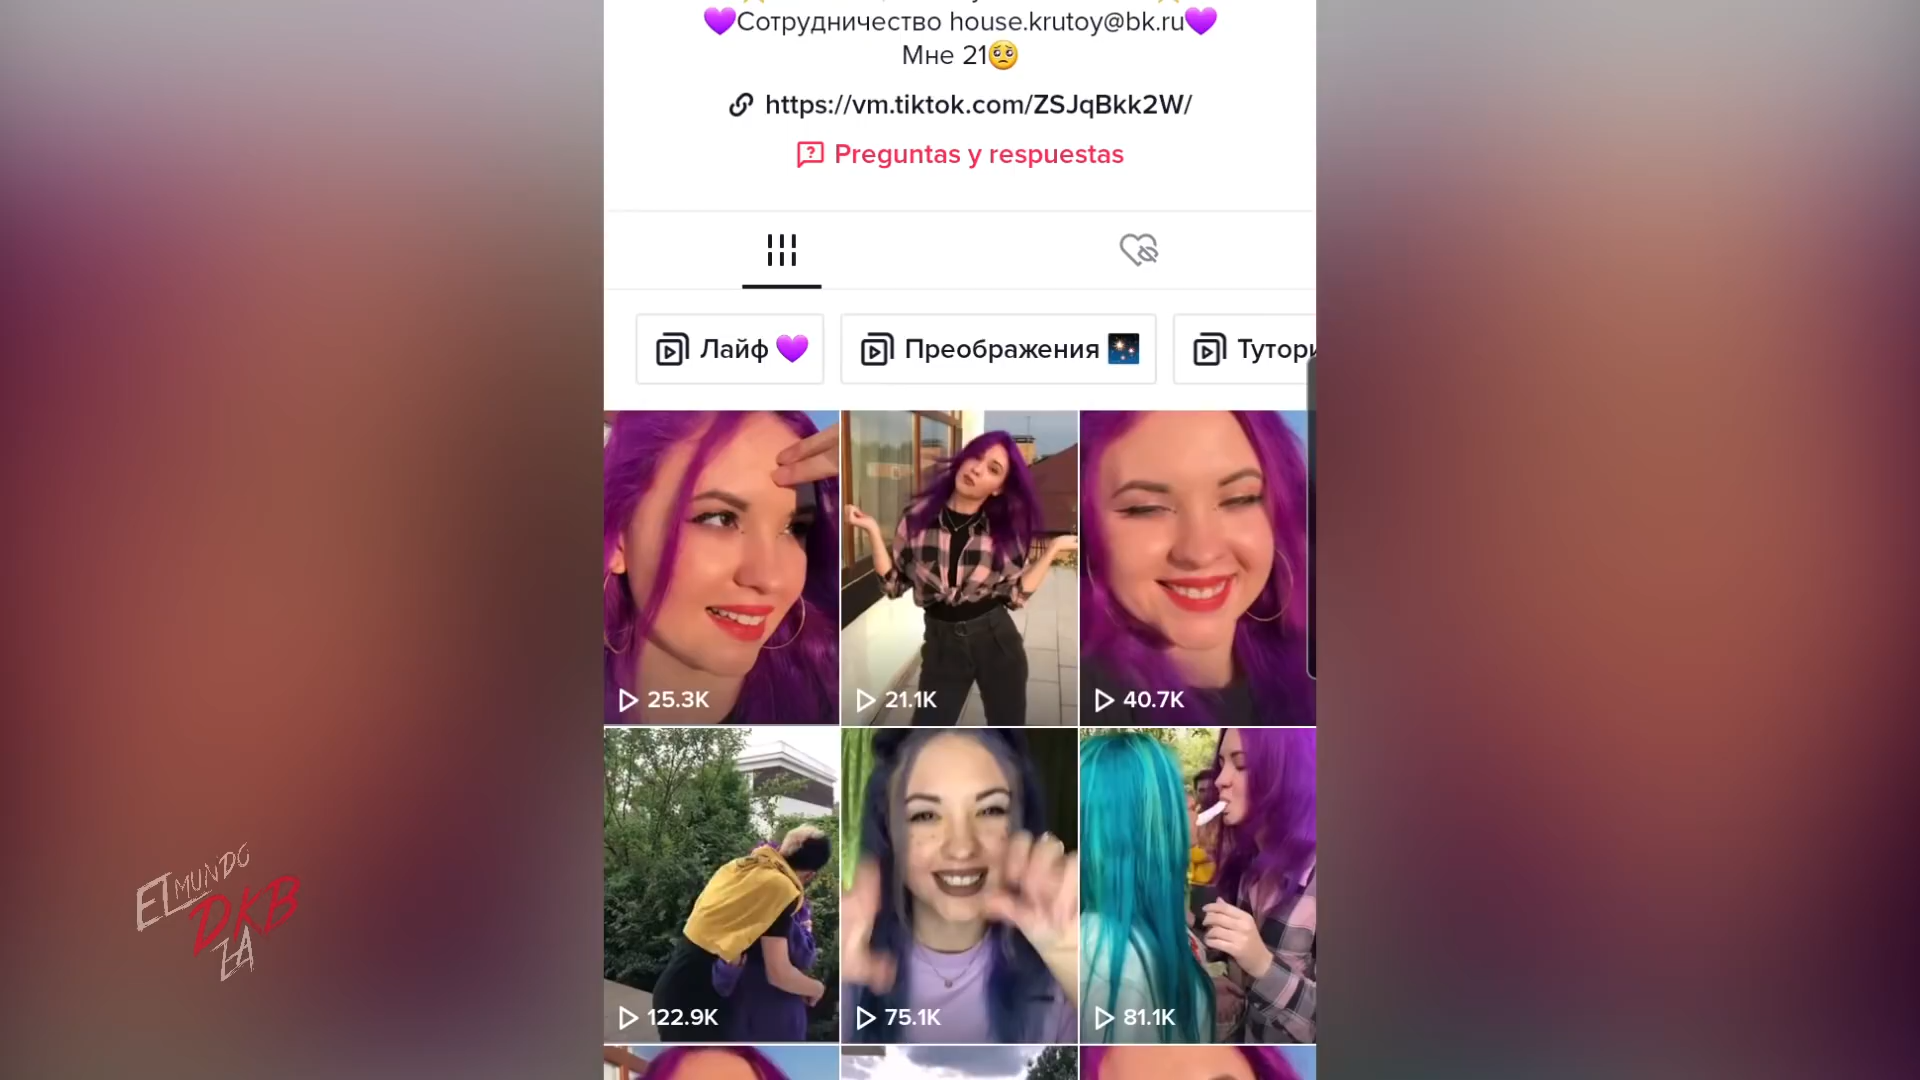 💜Сотрудничество house.krutoy@bk.ru💜
Мне 21🥺
https://vm.tiktok.com/ZSJqBkk2W/
Preguntas y respuestas
Лайф 💜
Преображения 🎇
Тутори
25.3K
21.1K
40.7K
122.9K
75.1K
81.1K
EL MUNDO
DKB
ZA